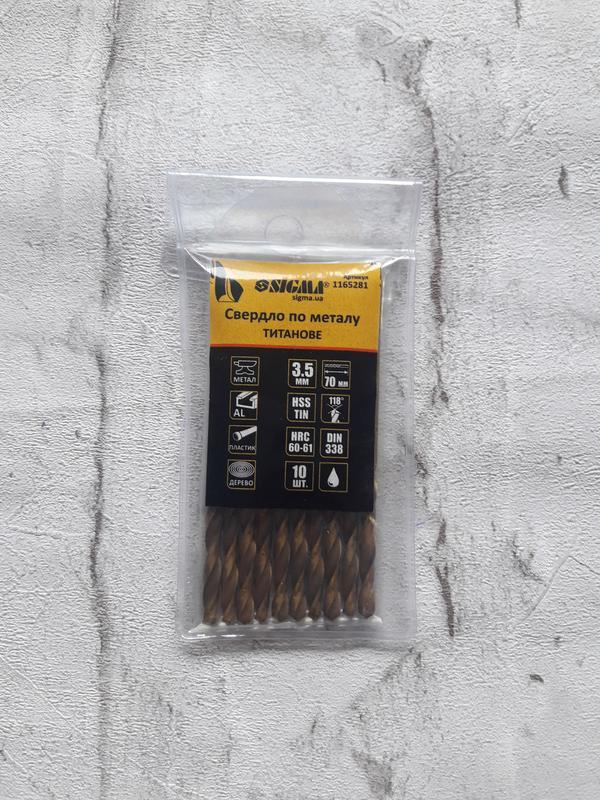 SIGMA®
sigma.ua
Артикул
1165281
Свердло по металу
ТИТАНОВЕ
МЕТАЛ
3.5
ММ
70 мм
AL
HSS
TIN
118°
ПЛАСТИК
HRC
60-61
DIN
338
ДЕРЕВО
10
ШТ.